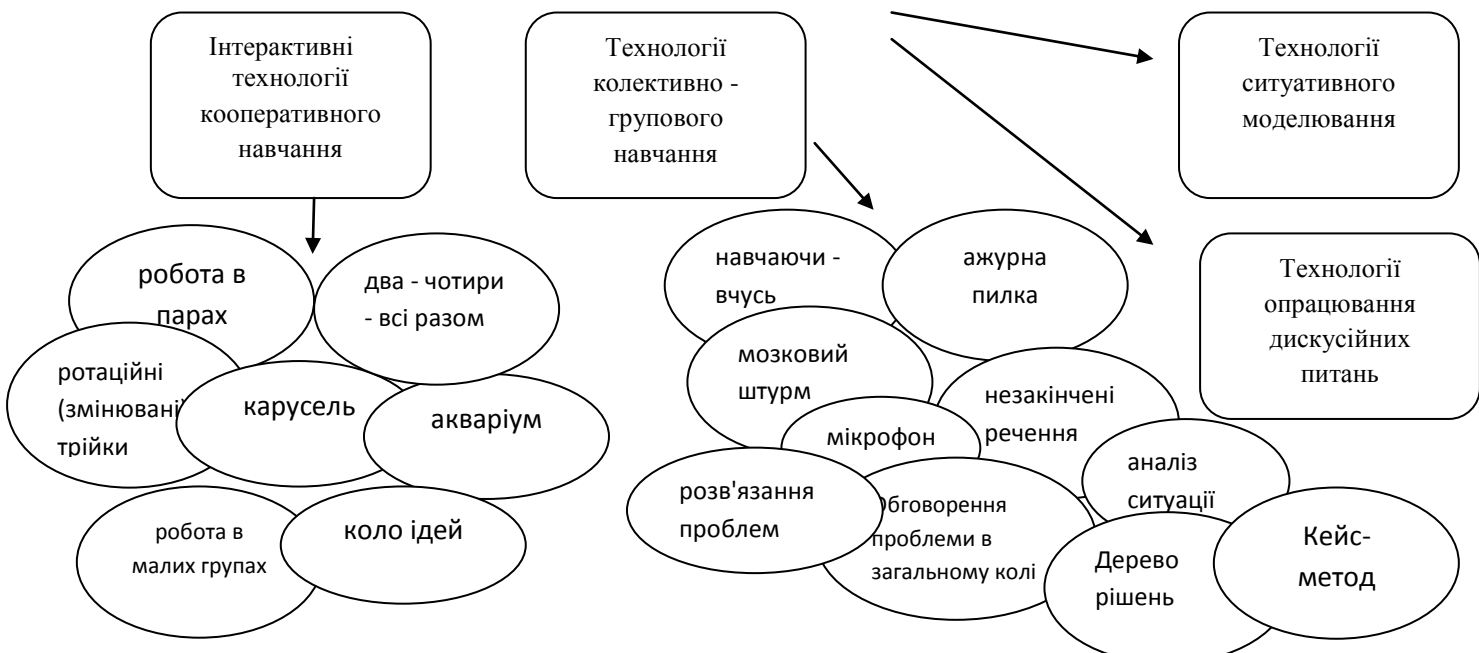 Інтерактивні
технології
кооперативного
навчання
Технології
колективно -
групового
навчання
Технології
ситуативного
моделювання
Технології
опрацювання
дискусійних
питань
робота в
парах
два - чотири
- всі разом
ротаційні
(змінювані)
трійки
карусель
акваріум
робота в
малих групах
коло ідей
навчаючи -
вчусь
ажурна
пилка
мозковий
штурм
незакінчені
речення
мікрофон
аналіз
ситуації
розв'язання
проблем
Обговорення
проблеми в
загальному колі
Дерево
рішень
Кейс-
метод